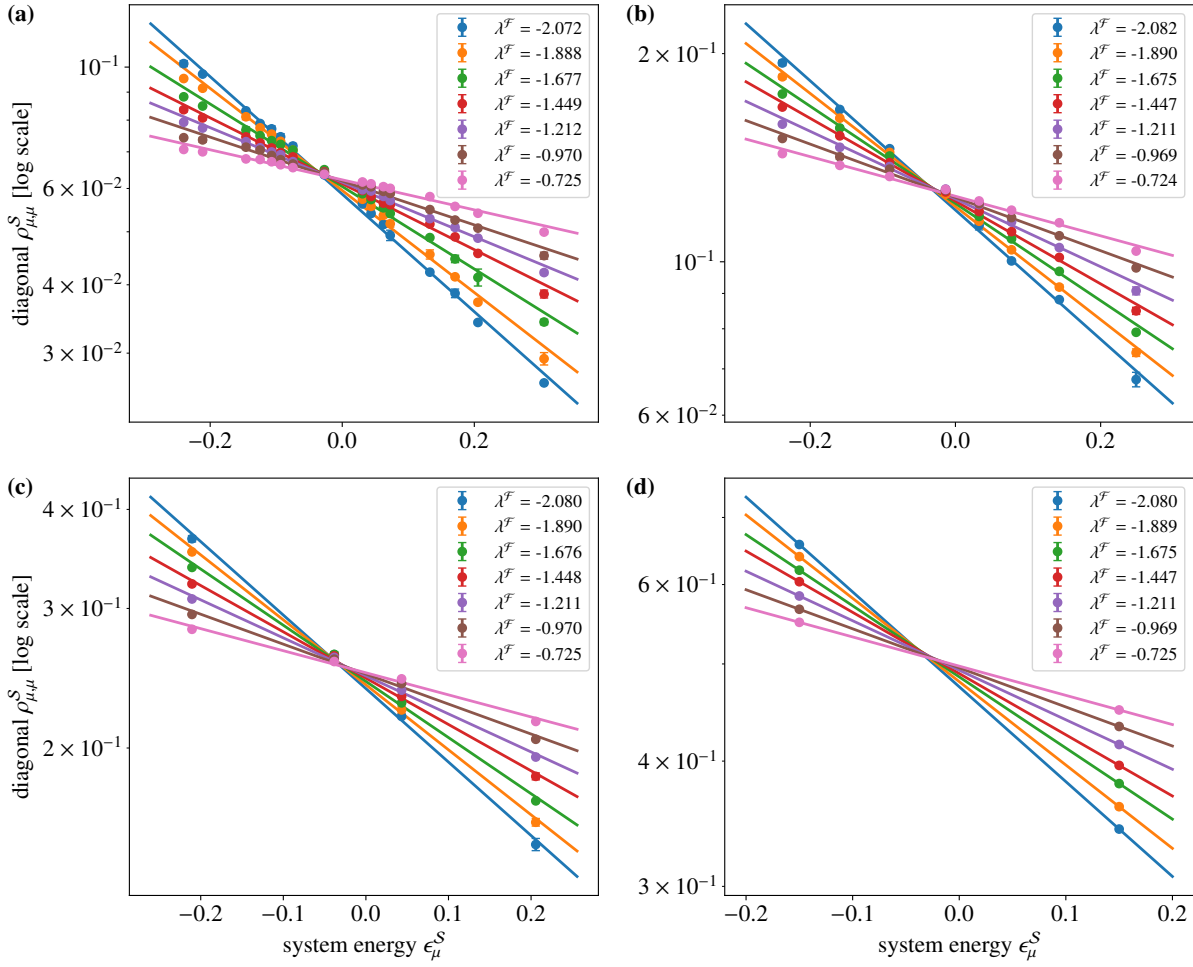 (a)
diagonal ρ^S_μ,μ [log scale]
10⁻¹
6 × 10⁻²
4 × 10⁻²
3 × 10⁻²
−0.2
0.0
0.2
λ^F = -2.072
λ^F = -1.888
λ^F = -1.677
λ^F = -1.449
λ^F = -1.212
λ^F = -0.970
λ^F = -0.725
(b)
2 × 10⁻¹
10⁻¹
6 × 10⁻²
−0.2
0.0
0.2
λ^F = -2.082
λ^F = -1.890
λ^F = -1.675
λ^F = -1.447
λ^F = -1.211
λ^F = -0.969
λ^F = -0.724
(c)
diagonal ρ^S_μ,μ [log scale]
4 × 10⁻¹
3 × 10⁻¹
2 × 10⁻¹
−0.2
−0.1
0.0
0.1
0.2
system energy ϵ^S_μ
λ^F = -2.080
λ^F = -1.890
λ^F = -1.676
λ^F = -1.448
λ^F = -1.211
λ^F = -0.970
λ^F = -0.725
(d)
6 × 10⁻¹
4 × 10⁻¹
3 × 10⁻¹
−0.2
−0.1
0.0
0.1
0.2
system energy ϵ^S_μ
λ^F = -2.080
λ^F = -1.889
λ^F = -1.675
λ^F = -1.447
λ^F = -1.211
λ^F = -0.969
λ^F = -0.725